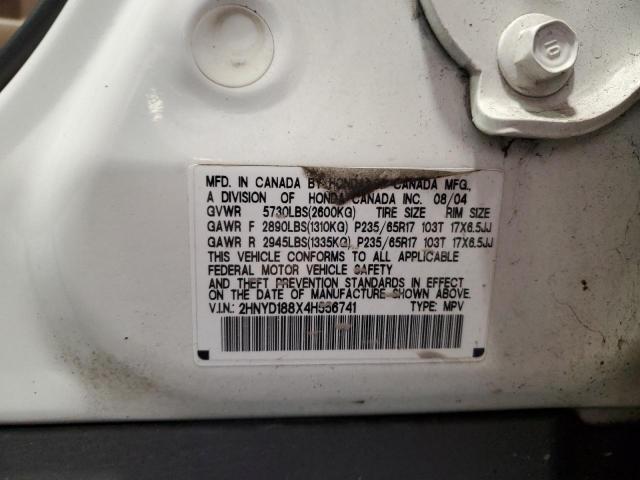 10
MFD. IN CANADA BY HONDA OF CANADA MFG.,
A DIVISION OF HONDA CANADA INC. 08/04
GVWR 5730LBS(2600KG) TIRE SIZE RIM SIZE
GAWR F 2890LBS(1310KG) P235/65R17 103T 17X6.5JJ
GAWR R 2945LBS(1335KG) P235/65R17 103T 17X6.5JJ
THIS VEHICLE CONFORMS TO ALL APPLICABLE
FEDERAL MOTOR VEHICLE SAFETY
AND THEFT PREVENTION STANDARDS IN EFFECT
ON THE DATE OF MANUFACTURE SHOWN ABOVE.
V.I.N.: 2HNYD188X4H556741 TYPE: MPV